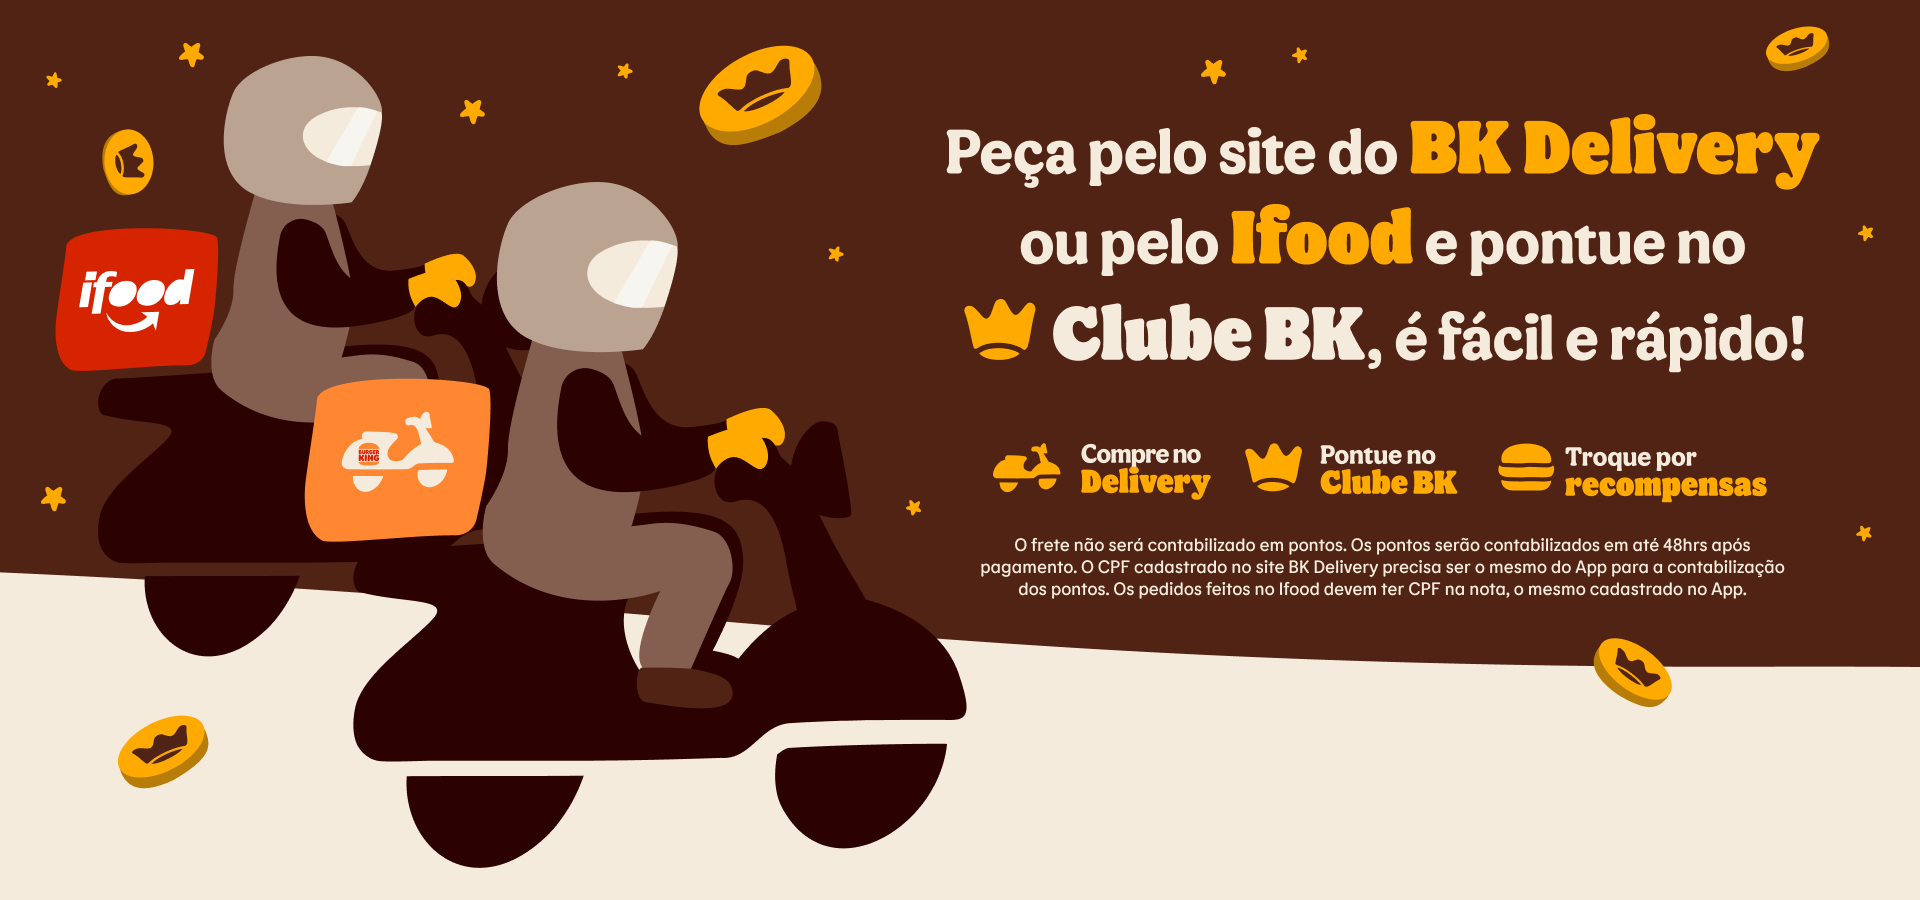 Peça pelo site do BK Delivery
ou pelo Ifood e pontue no
Clube BK, é fácil e rápido!
ifood
BURGER
KING
Compre no
Delivery
Pontue no
Clube BK
Troque por
recompensas
O frete não será contabilizado em pontos. Os pontos serão contabilizados em até 48hrs após
pagamento. O CPF cadastrado no site BK Delivery precisa ser o mesmo do App para a contabilização
dos pontos. Os pedidos feitos no Ifood devem ter CPF na nota, o mesmo cadastrado no App.